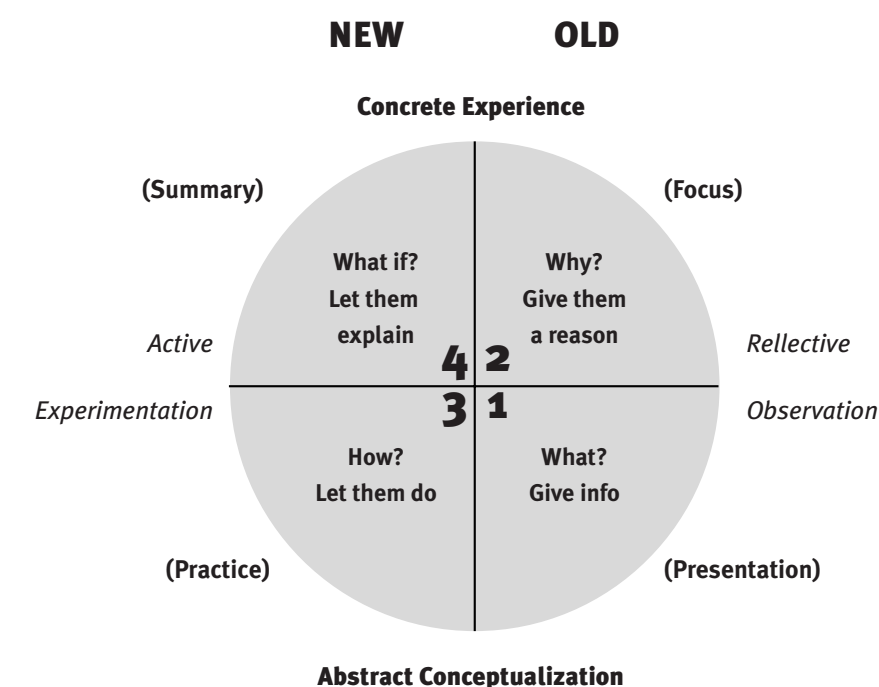 NEW OLD
Concrete Experience
(Summary) (Focus)
What if?
Let them
explain
Why?
Give them
a reason
Active
Rellective
4 2
3 1
Experimentation
Observation
How?
Let them do
What?
Give info
(Practice) (Presentation)
Abstract Conceptualization